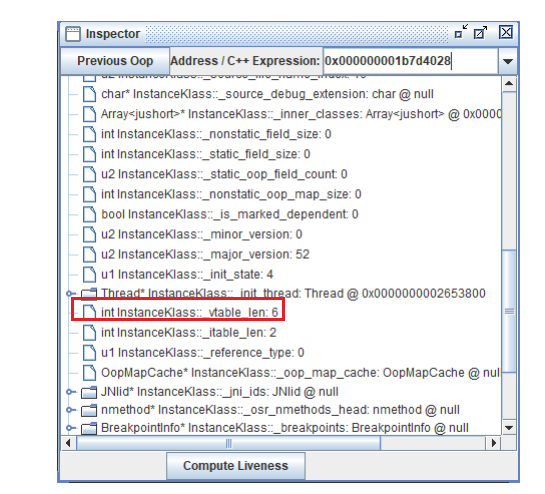 Inspector
Previous Oop Address / C++ Expression: 0x000000001b7d4028
char* InstanceKlass::_source_debug_extension: char @ null
Array<jushort>* InstanceKlass::_inner_classes: Array<jushort> @ 0x0000
int InstanceKlass::_nonstatic_field_size: 0
int InstanceKlass::_static_field_size: 0
u2 InstanceKlass::_static_oop_field_count: 0
int InstanceKlass::_nonstatic_oop_map_size: 0
bool InstanceKlass::_is_marked_dependent: 0
u2 InstanceKlass::_minor_version: 0
u2 InstanceKlass::_major_version: 52
u1 InstanceKlass::_init_state: 4
Thread* InstanceKlass::_init_thread: Thread @ 0x0000000002653800
int InstanceKlass::_vtable_len: 6
int InstanceKlass::_itable_len: 2
u1 InstanceKlass::_reference_type: 0
OopMapCache* InstanceKlass::_oop_map_cache: OopMapCache @ nul
JNIid* InstanceKlass::_jni_ids: JNIid @ null
nmethod* InstanceKlass::_osr_nmethods_head: nmethod @ null
BreakpointInfo* InstanceKlass::_breakpoints: BreakpointInfo @ null
Compute Liveness